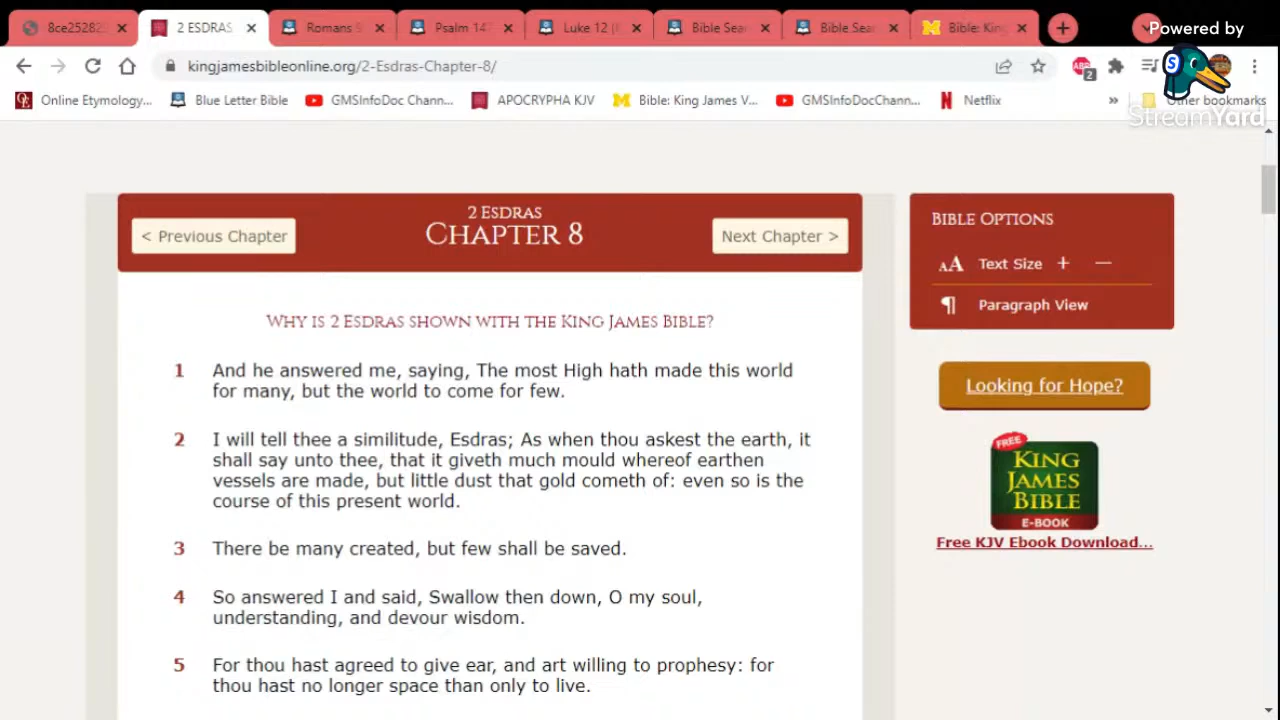 Powered by
StreamYard
8ce25282
2 ESDRAS
Romans 9
Psalm 147
Luke 12 (
Bible Sea
Bible Sea
Bible: King
kingjamesbibleonline.org/2-Esdras-Chapter-8/
ABP
2
Online Etymology...
Blue Letter Bible
GMSInfoDoc Chann...
APOCRYPHA KJV
Bible: King James V...
GMSInfoDocChann...
Netflix
»
Other bookmarks
2 ESDRAS
< Previous Chapter
CHAPTER 8
Next Chapter >
WHY IS 2 ESDRAS SHOWN WITH THE KING JAMES BIBLE?
1 And he answered me, saying, The most High hath made this world
for many, but the world to come for few.
2 I will tell thee a similitude, Esdras; As when thou askest the earth, it
shall say unto thee, that it giveth much mould whereof earthen
vessels are made, but little dust that gold cometh of: even so is the
course of this present world.
3 There be many created, but few shall be saved.
4 So answered I and said, Swallow then down, O my soul,
understanding, and devour wisdom.
5 For thou hast agreed to give ear, and art willing to prophesy: for
thou hast no longer space than only to live.
BIBLE OPTIONS
AA Text Size + —
¶ Paragraph View
Looking for Hope?
FREE
KING
JAMES
BIBLE
E-BOOK
Free KJV Ebook Download...